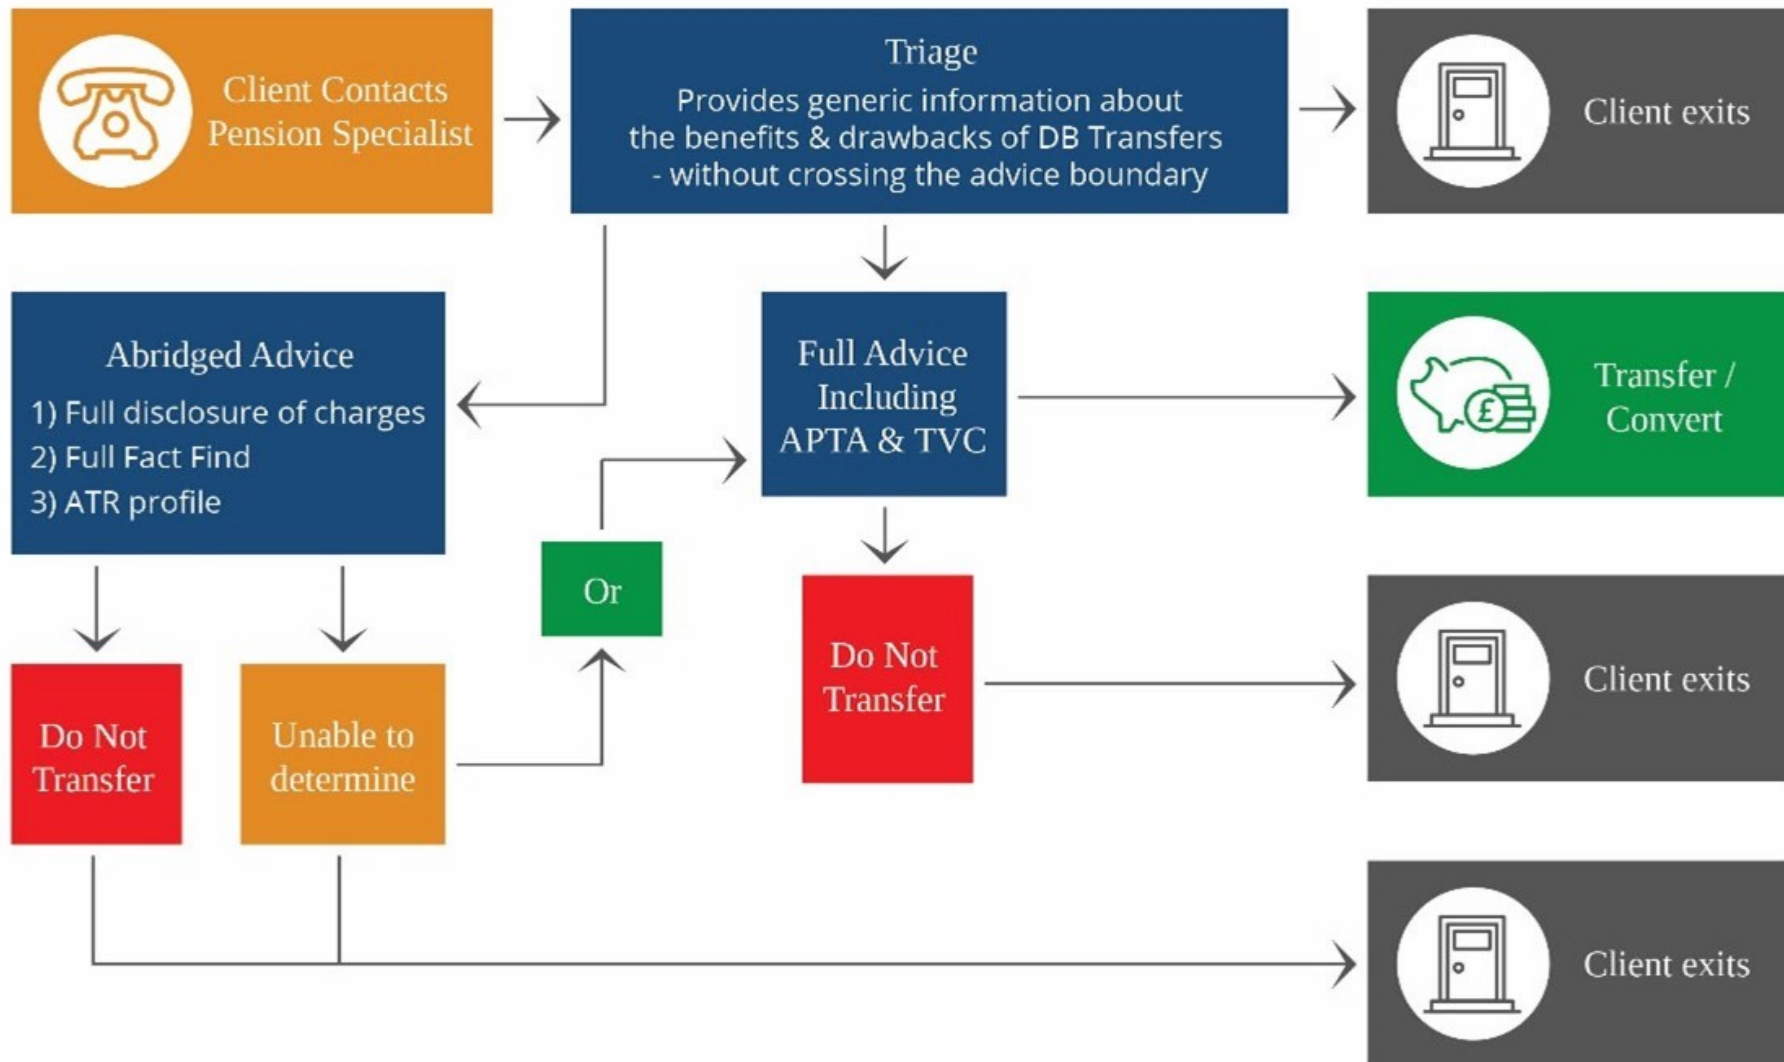 Client Contacts
Pension Specialist
Triage
Provides generic information about
the benefits & drawbacks of DB Transfers
- without crossing the advice boundary
Client exits
Abridged Advice
1) Full disclosure of charges
2) Full Fact Find
3) ATR profile
Full Advice
Including
APTA & TVC
£
Transfer /
Convert
Or
Do Not
Transfer
Unable to
determine
Do Not
Transfer
Client exits
Client exits